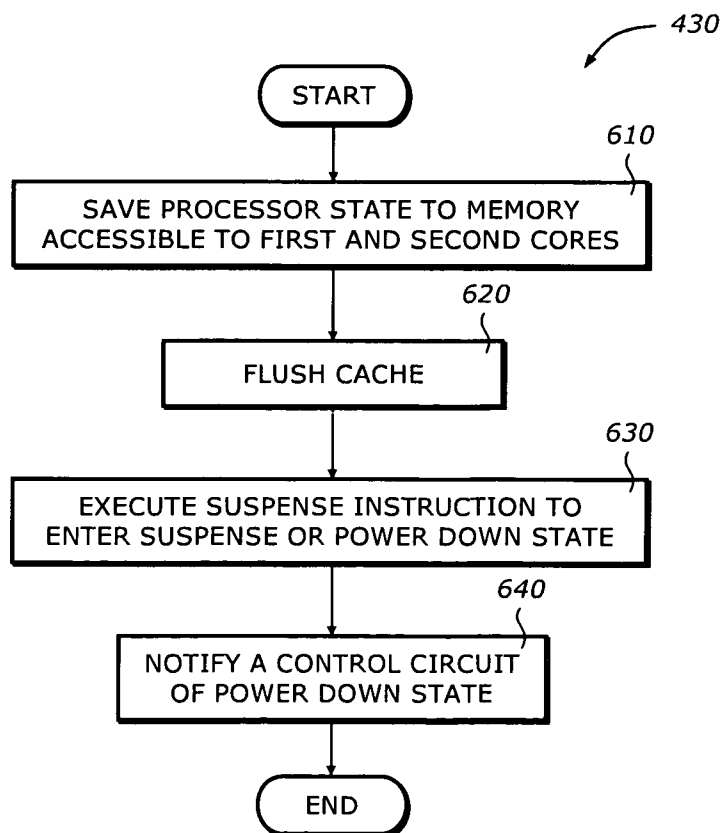 430
START
610
SAVE PROCESSOR STATE TO MEMORY
ACCESSIBLE TO FIRST AND SECOND CORES
620
FLUSH CACHE
630
EXECUTE SUSPENSE INSTRUCTION TO
ENTER SUSPENSE OR POWER DOWN STATE
640
NOTIFY A CONTROL CIRCUIT
OF POWER DOWN STATE
END